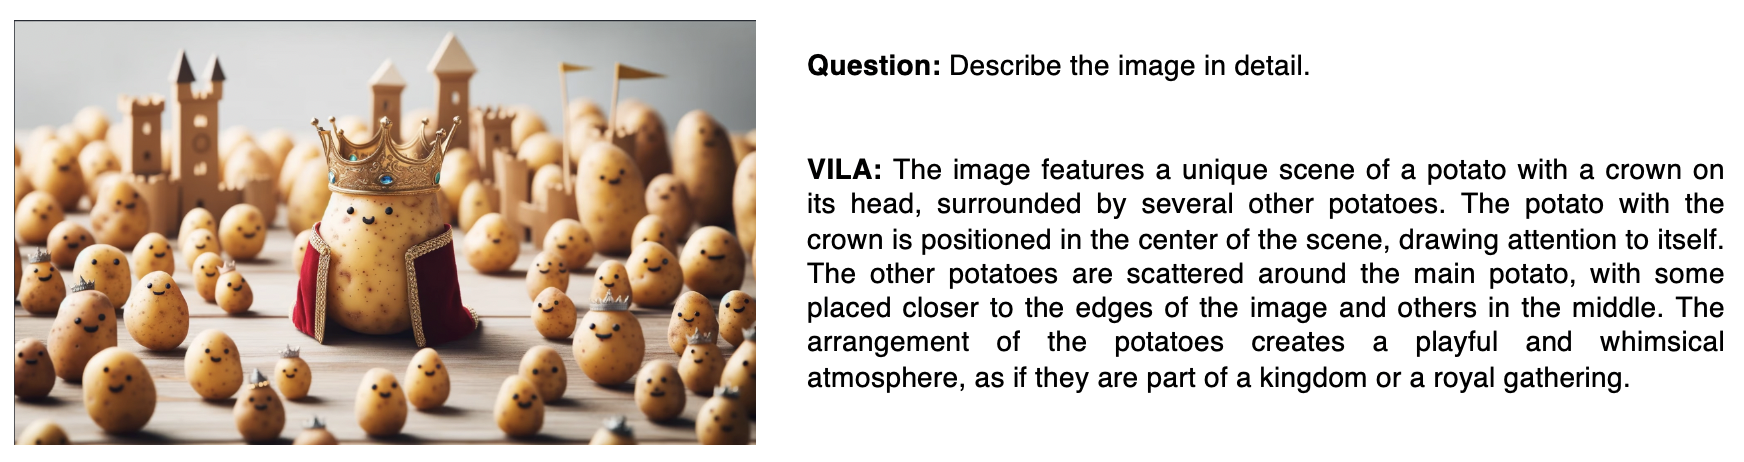 Question: Describe the image in detail.
VILA: The image features a unique scene of a potato with a crown on
its head, surrounded by several other potatoes. The potato with the
crown is positioned in the center of the scene, drawing attention to itself.
The other potatoes are scattered around the main potato, with some
placed closer to the edges of the image and others in the middle. The
arrangement of the potatoes creates a playful and whimsical
atmosphere, as if they are part of a kingdom or a royal gathering.